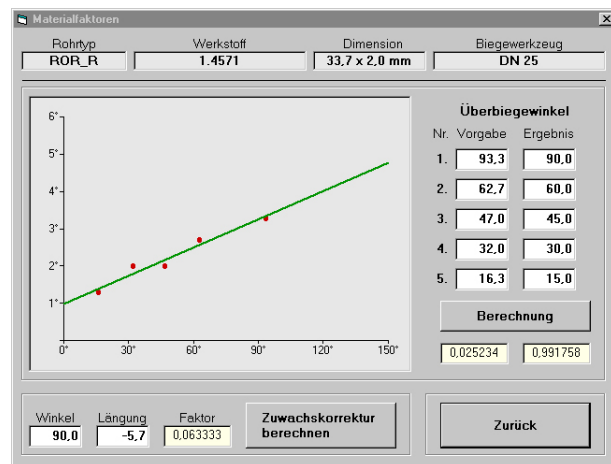 Materialfaktoren
Rohrtyp Werkstoff Dimension Biegewerkzeug
ROR_R 1.4571 33,7 x 2,0 mm DN 25
6°
5°
4°
3°
2°
1°
0° 30° 60° 90° 120° 150°
Überbiegewinkel
Nr. Vorgabe Ergebnis
1. 93,3 90,0
2. 62,7 60,0
3. 47,0 45,0
4. 32,0 30,0
5. 16,3 15,0
Berechnung
0,025234 0,991758
Winkel Längung Faktor
90,0 -5,7 0,063333
Zuwachskorrektur
berechnen
Zurück